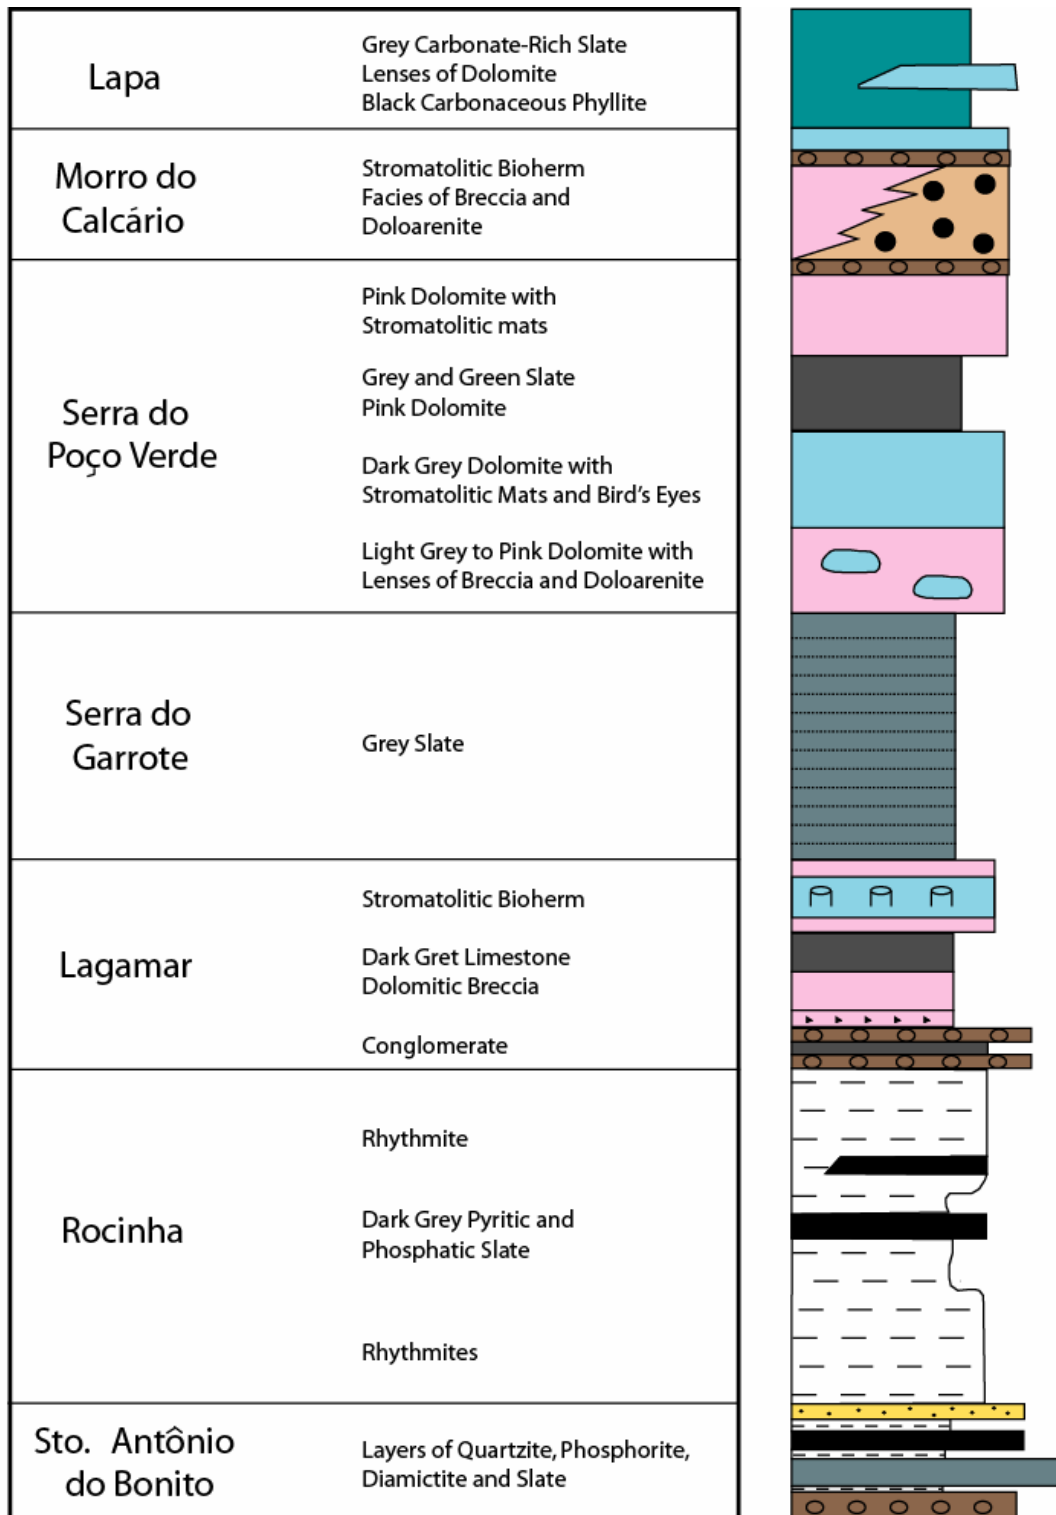 Lapa
Grey Carbonate-Rich Slate
Lenses of Dolomite
Black Carbonaceous Phyllite
Morro do
Calcário
Stromatolitic Bioherm
Facies of Breccia and
Doloarenite
Serra do
Poço Verde
Pink Dolomite with
Stromatolitic mats
Grey and Green Slate
Pink Dolomite
Dark Grey Dolomite with
Stromatolitic Mats and Bird's Eyes
Light Grey to Pink Dolomite with
Lenses of Breccia and Doloarenite
Serra do
Garrote
Grey Slate
Lagamar
Stromatolitic Bioherm
Dark Gret Limestone
Dolomitic Breccia
Conglomerate
Rocinha
Rhythmite
Dark Grey Pyritic and
Phosphatic Slate
Rhythmites
Sto. Antônio
do Bonito
Layers of Quartzite, Phosphorite,
Diamictite and Slate